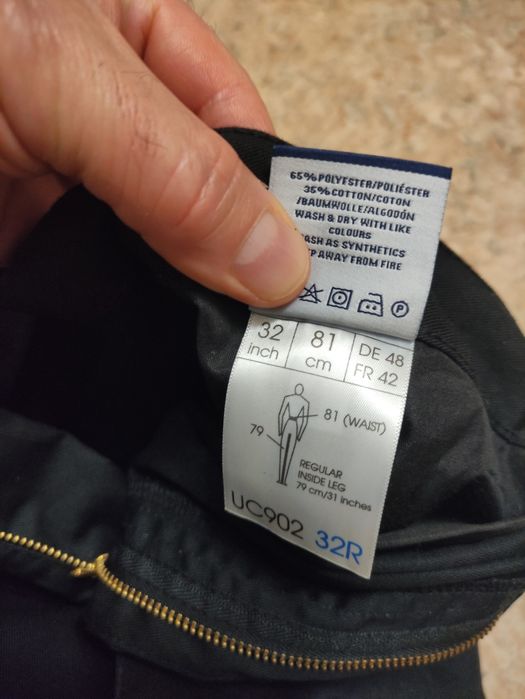 65% POLYESTER/POLIÉSTER
35% COTTON/COTON
/BAUMWOLLE/ALGODÓN
WASH & DRY WITH LIKE
COLOURS
ASH AS SYNTHETICS
EP AWAY FROM FIRE
P
32 inch
81 cm
DE 48
FR 42
81 (WAIST)
79
REGULAR
INSIDE LEG
79 cm/31 inches
UC902 32R